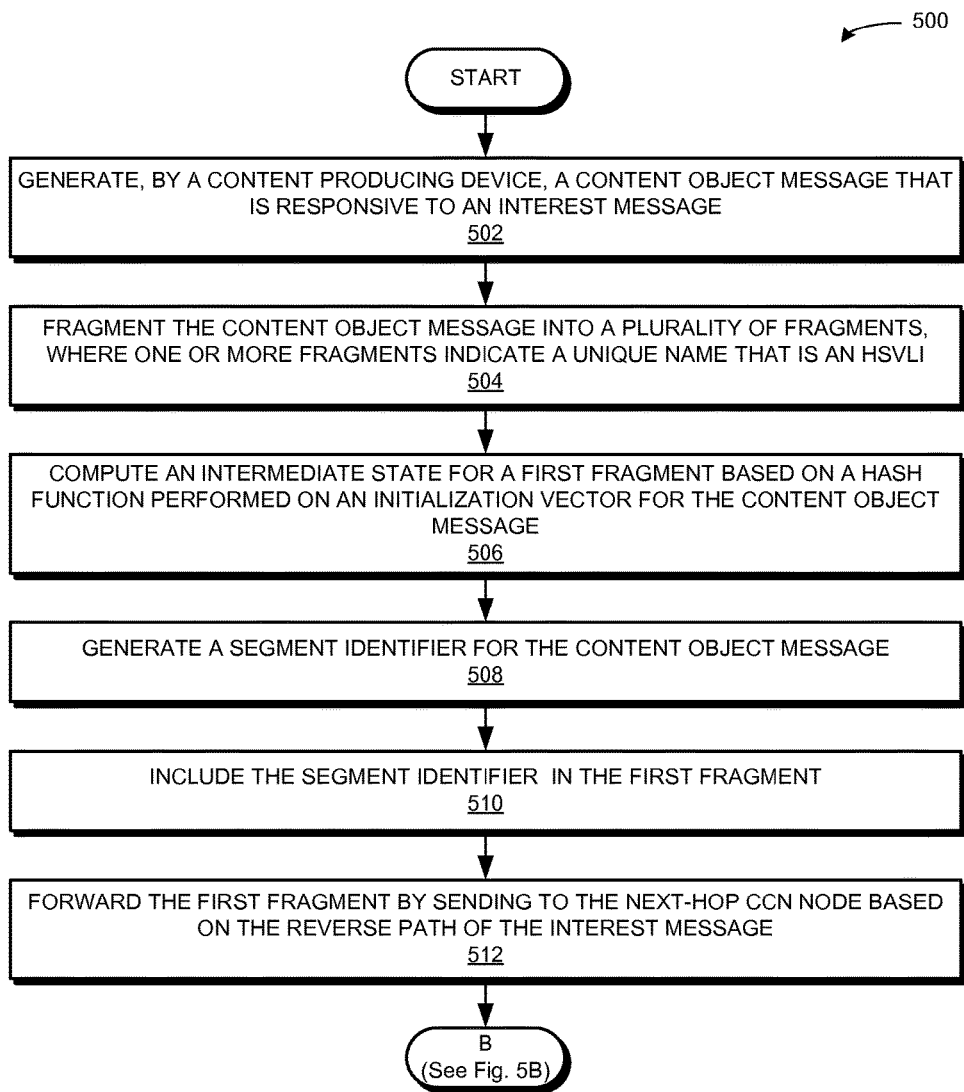 500
START
GENERATE, BY A CONTENT PRODUCING DEVICE, A CONTENT OBJECT MESSAGE THAT
IS RESPONSIVE TO AN INTEREST MESSAGE
502
FRAGMENT THE CONTENT OBJECT MESSAGE INTO A PLURALITY OF FRAGMENTS,
WHERE ONE OR MORE FRAGMENTS INDICATE A UNIQUE NAME THAT IS AN HSVLI
504
COMPUTE AN INTERMEDIATE STATE FOR A FIRST FRAGMENT BASED ON A HASH
FUNCTION PERFORMED ON AN INITIALIZATION VECTOR FOR THE CONTENT OBJECT
MESSAGE
506
GENERATE A SEGMENT IDENTIFIER FOR THE CONTENT OBJECT MESSAGE
508
INCLUDE THE SEGMENT IDENTIFIER IN THE FIRST FRAGMENT
510
FORWARD THE FIRST FRAGMENT BY SENDING TO THE NEXT-HOP CCN NODE BASED
ON THE REVERSE PATH OF THE INTEREST MESSAGE
512
B
(See Fig. 5B)